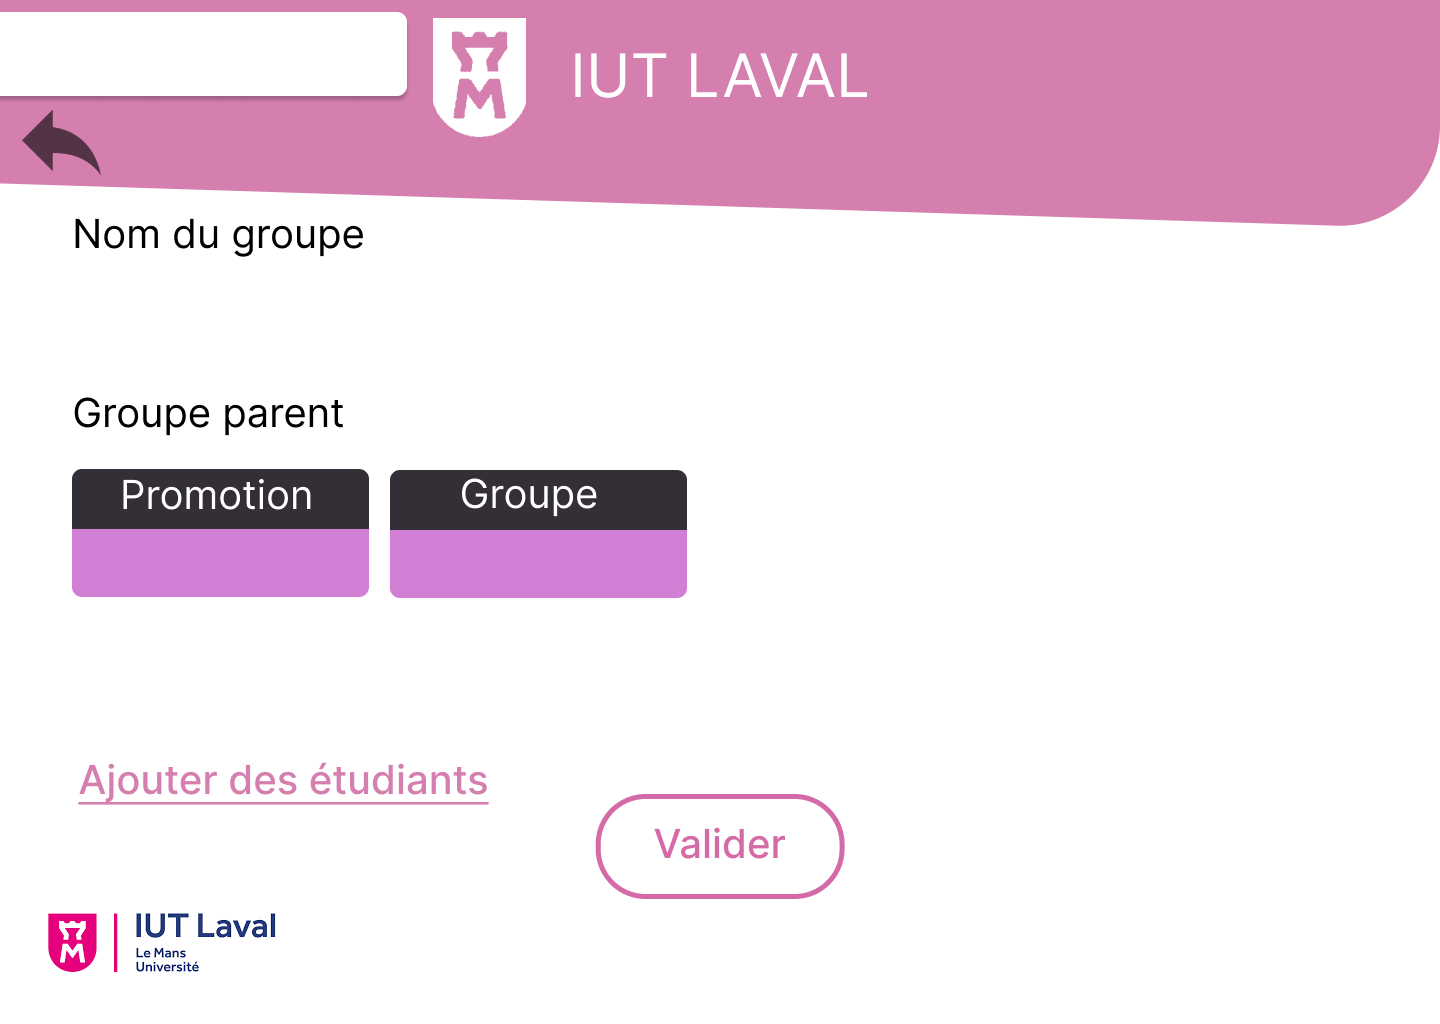 IUT LAVAL
Nom du groupe
Groupe parent
Promotion
Groupe
Ajouter des étudiants
Valider
IUT Laval
Le Mans
Université